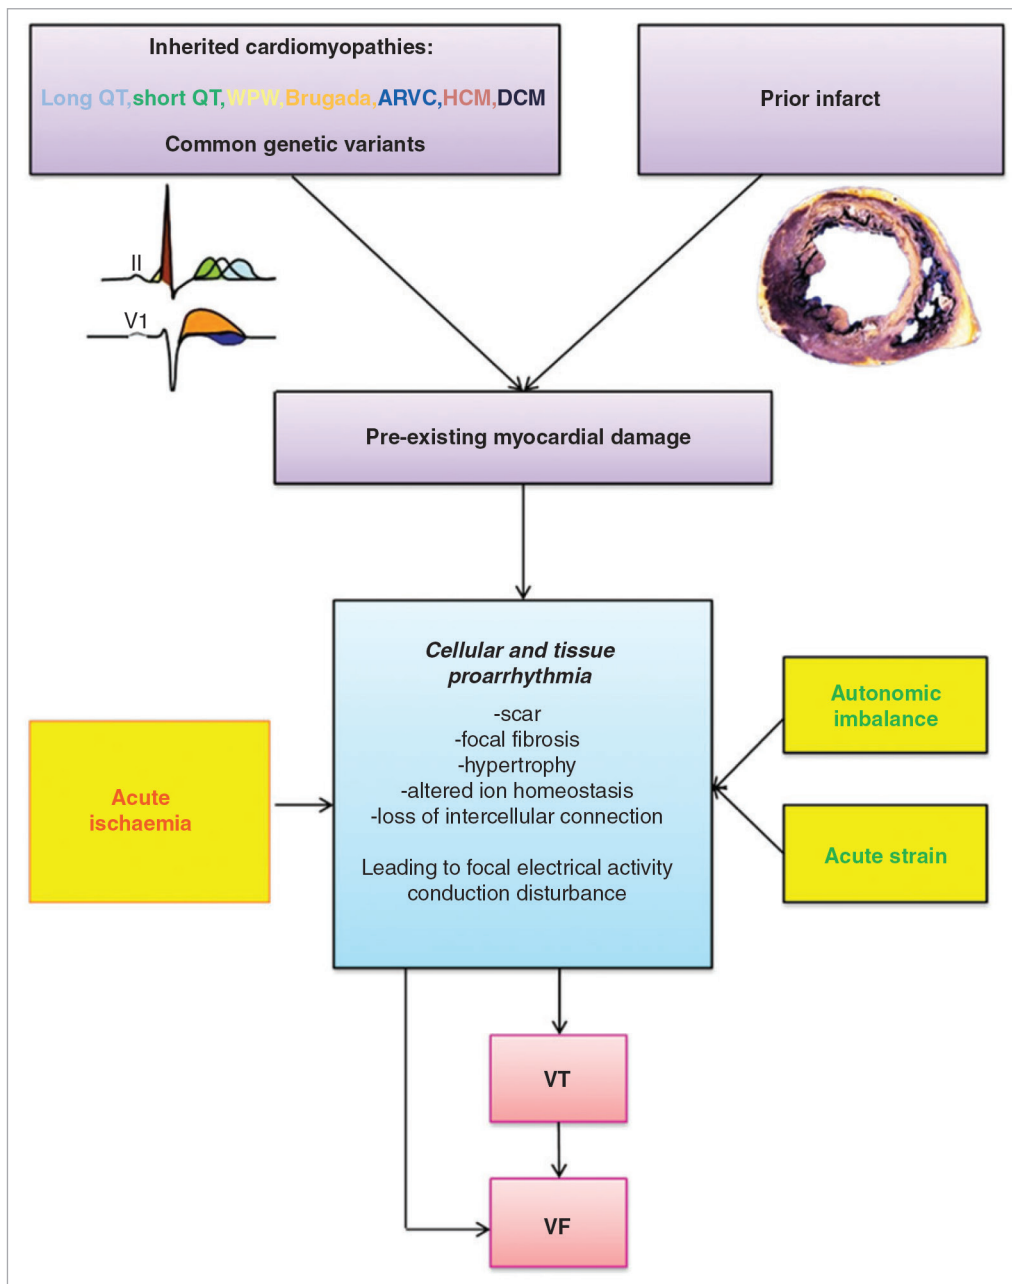 Inherited cardiomyopathies:
Long QT,short QT,WPW,Brugada,ARVC,HCM,DCM
Common genetic variants
Prior infarct
II
V1
Pre-existing myocardial damage
Cellular and tissue
proarrhythmia
-scar
-focal fibrosis
-hypertrophy
-altered ion homeostasis
-loss of intercellular connection
Leading to focal electrical activity
conduction disturbance
Acute
ischaemia
Autonomic
imbalance
Acute strain
VT
VF